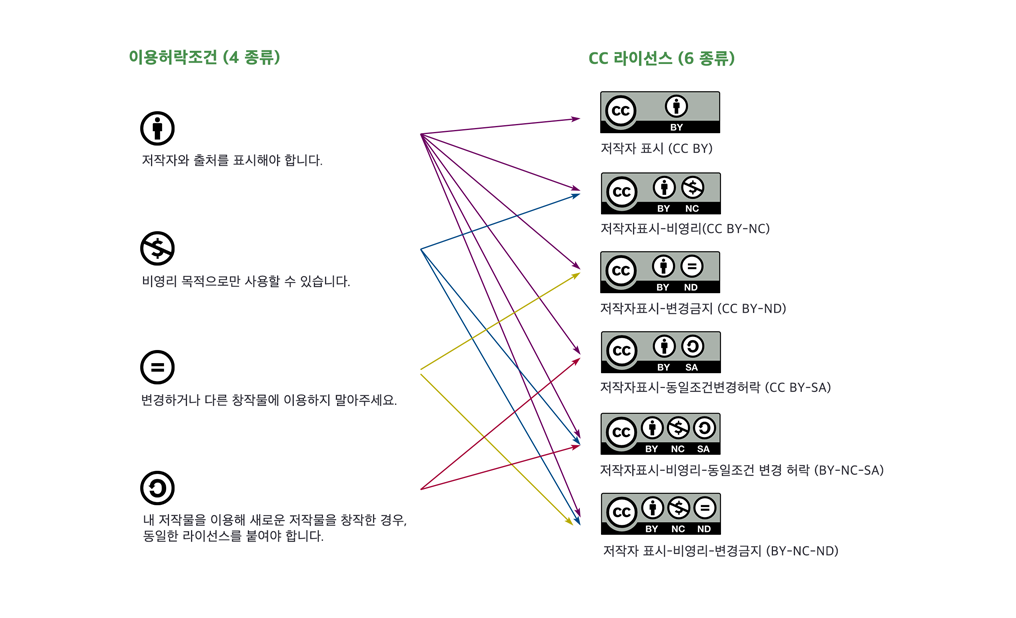 이용허락조건 (4 종류)
저작자와 출처를 표시해야 합니다.
비영리 목적으로만 사용할 수 있습니다.
변경하거나 다른 창작물에 이용하지 말아주세요.
내 저작물을 이용해 새로운 저작물을 창작한 경우,
동일한 라이선스를 붙여야 합니다.
CC 라이선스 (6 종류)
CC
BY
저작자 표시 (CC BY)
CC
BY NC
저작자표시-비영리(CC BY-NC)
CC
BY ND
저작자표시-변경금지 (CC BY-ND)
CC
BY SA
저작자표시-동일조건변경허락 (CC BY-SA)
CC
BY NC SA
저작자표시-비영리-동일조건 변경 허락 (BY-NC-SA)
CC
BY NC ND
저작자 표시-비영리-변경금지 (BY-NC-ND)